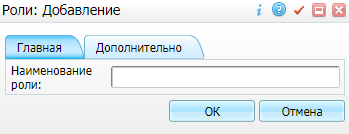 Роли: Добавление
Главная Дополнительно
Наименование
роли:
ОК Отмена